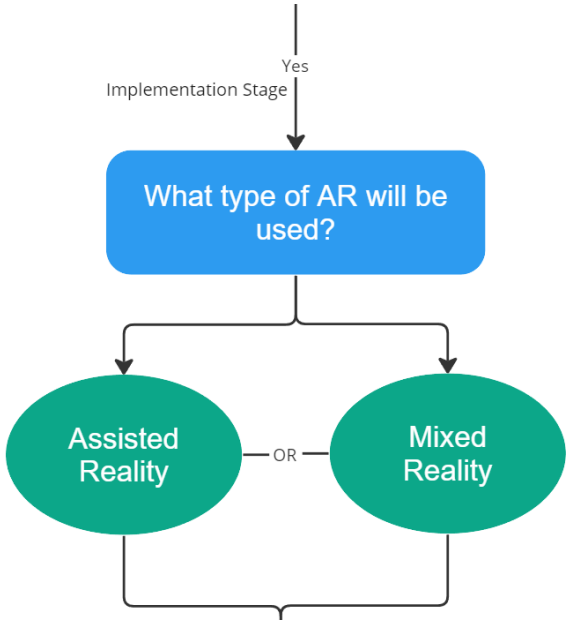 Yes
Implementation Stage
What type of AR will be
used?
Assisted
Reality
OR
Mixed
Reality